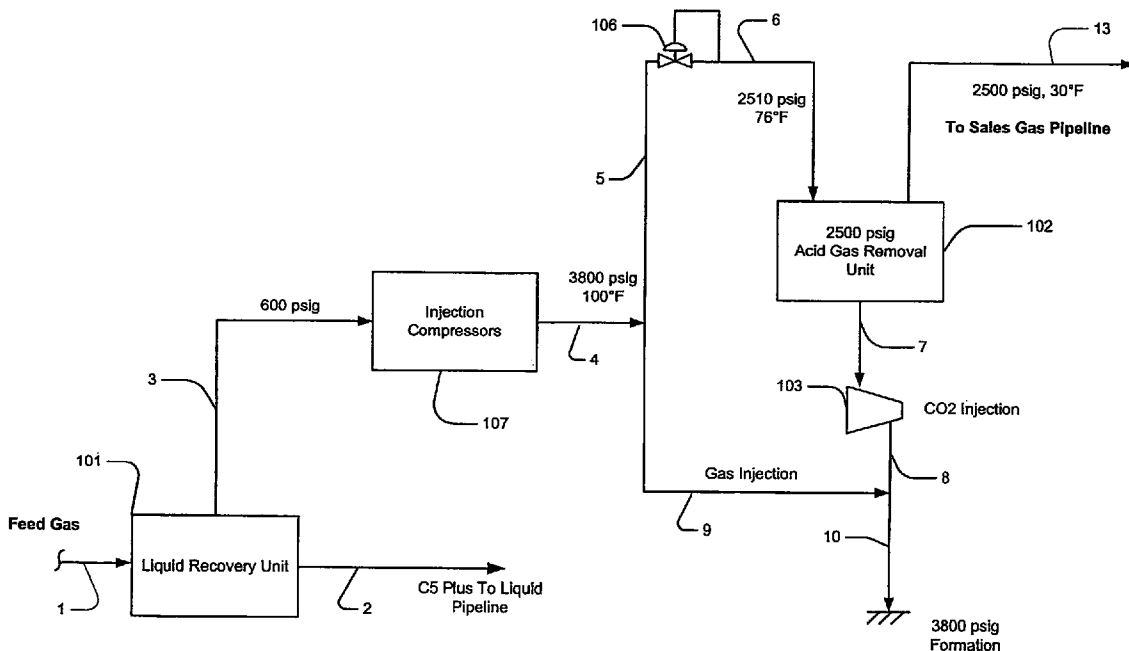 106
6
13
2510 psig
76°F
2500 psig, 30°F
To Sales Gas Pipeline
5
2500 psig
Acid Gas Removal
Unit
102
3800 psig
100°F
600 psig
Injection
Compressors
4
7
3
107
103
CO2 Injection
101
Gas Injection
8
9
Feed Gas
10
Liquid Recovery Unit
C5 Plus To Liquid
Pipeline
1
2
3800 psig
Formation